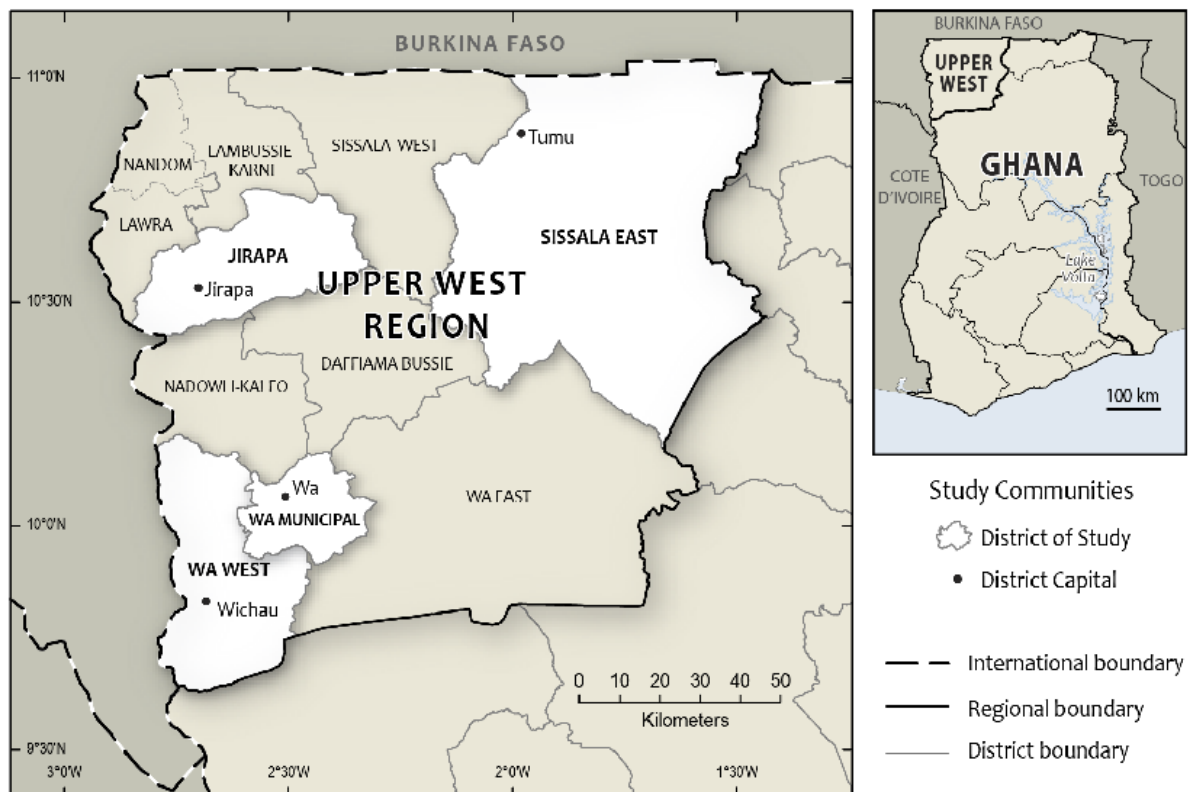 BURKINA FASO
11°0'N
Tumu
SISSALA WEST
LAMBUSSIE
KARNI
NANDOM
LAWRA
JIRAPA
Jirapa
SISSALA EAST
UPPER WEST
REGION
10°30'N
DAFFIAMA BUSSIE
NADOWLI-KALEO
Wa
WA MUNICIPAL
WA EAST
10°0'N
WA WEST
Wichau
0 10 20 30 40 50
Kilometers
9°30'N
3°0'W
2°30'W
2°0'W
1°30'W
BURKINA FASO
UPPER
WEST
GHANA
COTE
D'IVOIRE
TOGO
Lake
Volta
100 km
Study Communities
District of Study
District Capital
International boundary
Regional boundary
District boundary